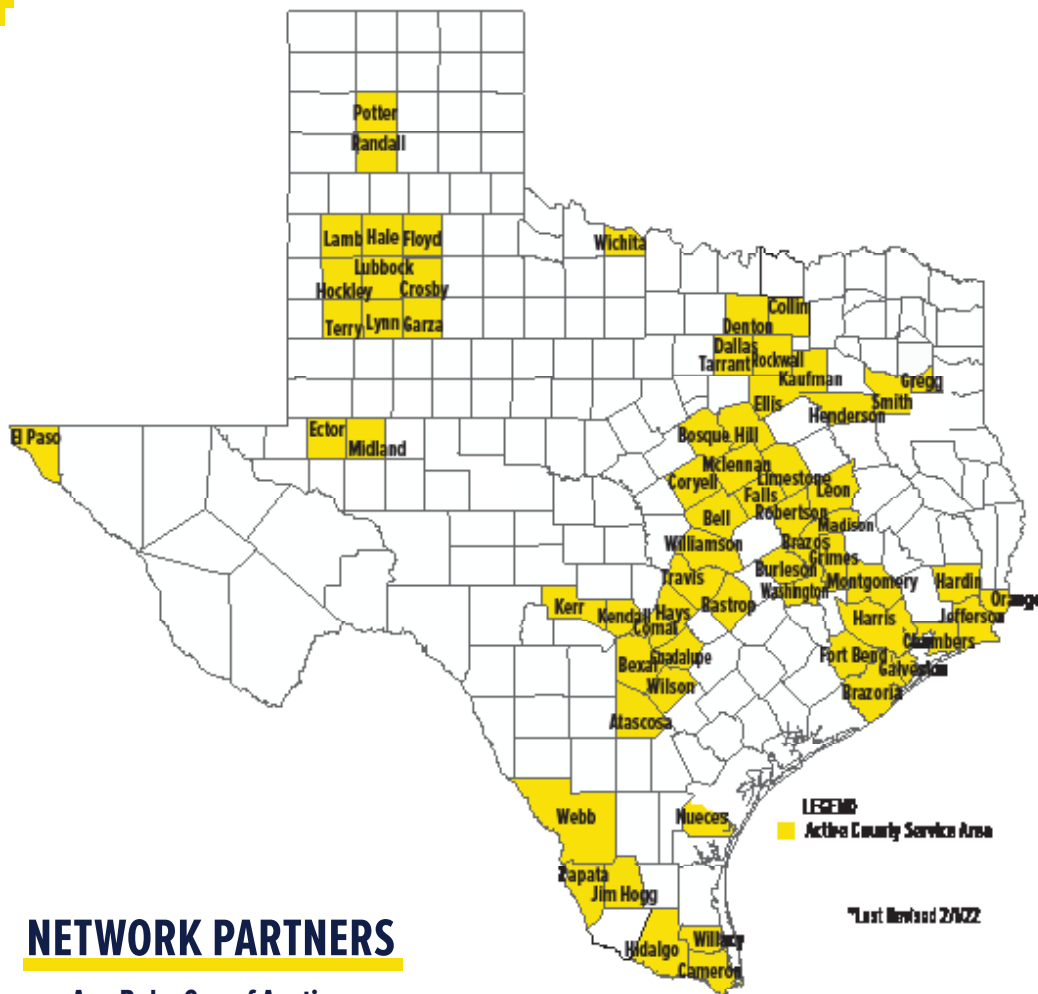 Potter
Randall
Lamb Hale Floyd
Wichita
Lubbock
Hockley Crosby
Terry Lynn Garza
Collin
Denton
Dallas
Tarrant Rockwall
Kaufman
Gregg
Smith
Ellis
Henderson
El Paso
Ector
Midland
Bosque Hill
Mclennan
Coryell Limestone
Falls Leon
Bell Robertson
Madison
Williamson Brazos
Grimes
Travis Burleson
Montgomery Hardin
Washington
Orange
Kerr Bastrop
Kendall Hays
Comal
Harris Jefferson
Chambers
Bexar Guadalupe
Fort Bend
Galveston
Wilson
Brazoria
Atascosa
Webb Nueces
LEGEND
Active County Service Area
Zapata
Jim Hogg
*Last Revised 2/1/22
Hidalgo Willacy
Cameron
NETWORK PARTNERS